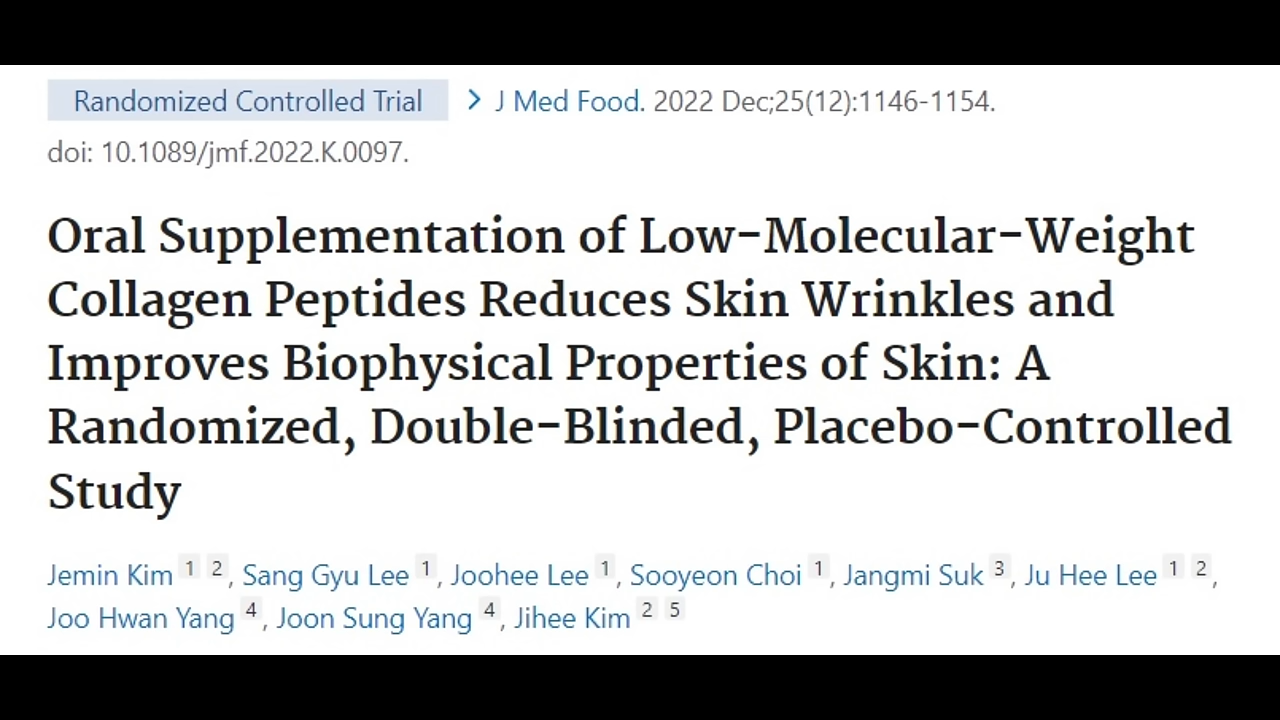 Randomized Controlled Trial > J Med Food. 2022 Dec;25(12):1146-1154.
doi: 10.1089/jmf.2022.K.0097.
Oral Supplementation of Low-Molecular-Weight
Collagen Peptides Reduces Skin Wrinkles and
Improves Biophysical Properties of Skin: A
Randomized, Double-Blinded, Placebo-Controlled
Study
Jemin Kim 1 2, Sang Gyu Lee 1, Joohee Lee 1, Sooyeon Choi 1, Jangmi Suk 3, Ju Hee Lee 1 2,
Joo Hwan Yang 4, Joon Sung Yang 4, Jihee Kim 2 5